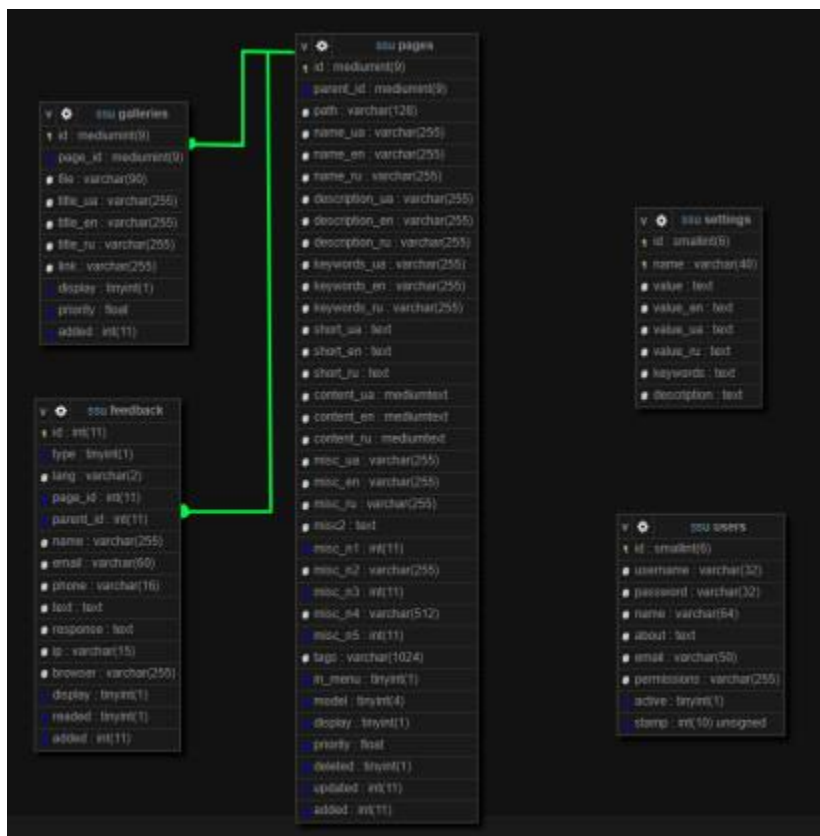 ssu galleries
id : mediumint(9)
page_id : mediumint(9)
file : varchar(90)
title_ua : varchar(255)
title_en : varchar(255)
title_ru : varchar(255)
link : varchar(255)
display : tinyint(1)
priority : float
added : int(11)
ssu feedback
id : int(11)
type : tinyint(1)
lang : varchar(2)
page_id : int(11)
parent_id : int(11)
name : varchar(255)
email : varchar(60)
phone : varchar(16)
text : text
response : text
ip : varchar(15)
browser : varchar(255)
display : tinyint(1)
readed : tinyint(1)
added : int(11)
ssu pages
id : mediumint(9)
parent_id : mediumint(9)
path : varchar(128)
name_ua : varchar(255)
name_en : varchar(255)
name_ru : varchar(255)
description_ua : varchar(255)
description_en : varchar(255)
description_ru : varchar(255)
keywords_ua : varchar(255)
keywords_en : varchar(255)
keywords_ru : varchar(255)
short_ua : text
short_en : text
short_ru : text
content_ua : mediumtext
content_en : mediumtext
content_ru : mediumtext
misc_ua : varchar(255)
misc_en : varchar(255)
misc_ru : varchar(255)
misc2 : text
misc_n1 : int(11)
misc_n2 : varchar(255)
misc_n3 : int(11)
misc_n4 : varchar(512)
misc_n5 : int(11)
tags : varchar(1024)
in_menu : tinyint(1)
model : tinyint(4)
display : tinyint(1)
priority : float
deleted : tinyint(1)
updated : int(11)
added : int(11)
ssu settings
id : smallint(6)
name : varchar(40)
value : text
value_en : text
value_ua : text
value_ru : text
keywords : text
description : text
ssu users
id : smallint(6)
username : varchar(32)
password : varchar(32)
name : varchar(64)
about : text
email : varchar(50)
permissions : varchar(255)
active : tinyint(1)
stamp : int(10) unsigned